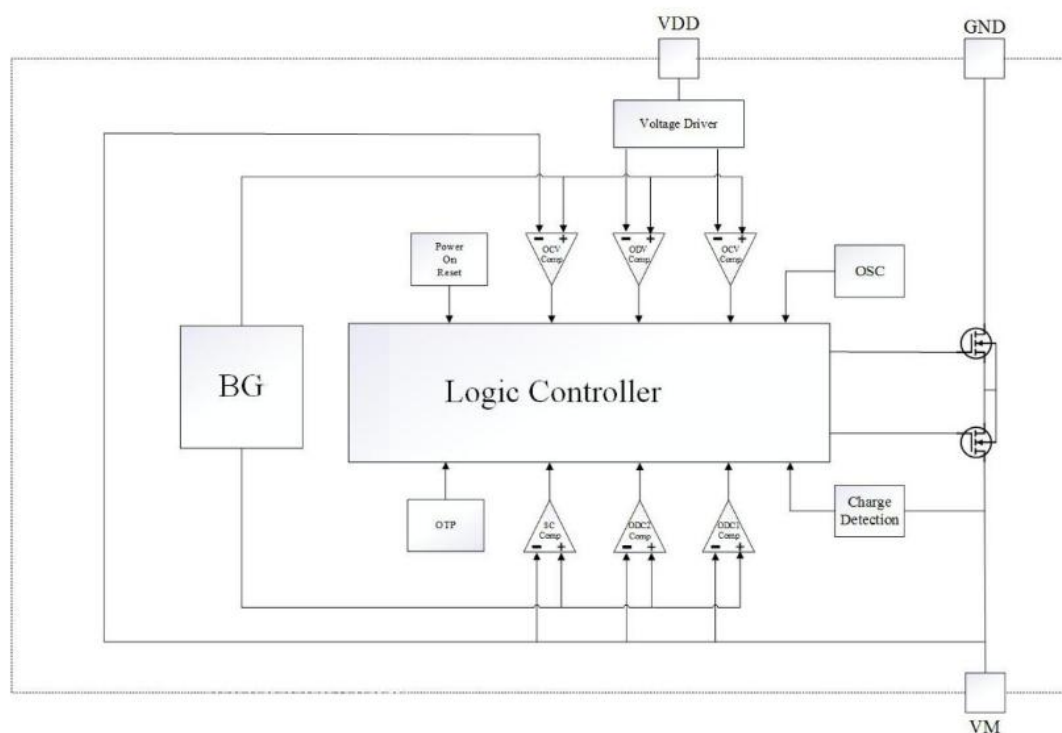 VDD
GND
Voltage Driver
- +
- +
- +
OCV
Comp
ODV
Comp
OCV
Comp
Power
On
Reset
OSC
BG
Logic Controller
OTP
SC
Comp
ODC2
Comp
ODC1
Comp
- +
- +
- +
Charge
Detection
VM